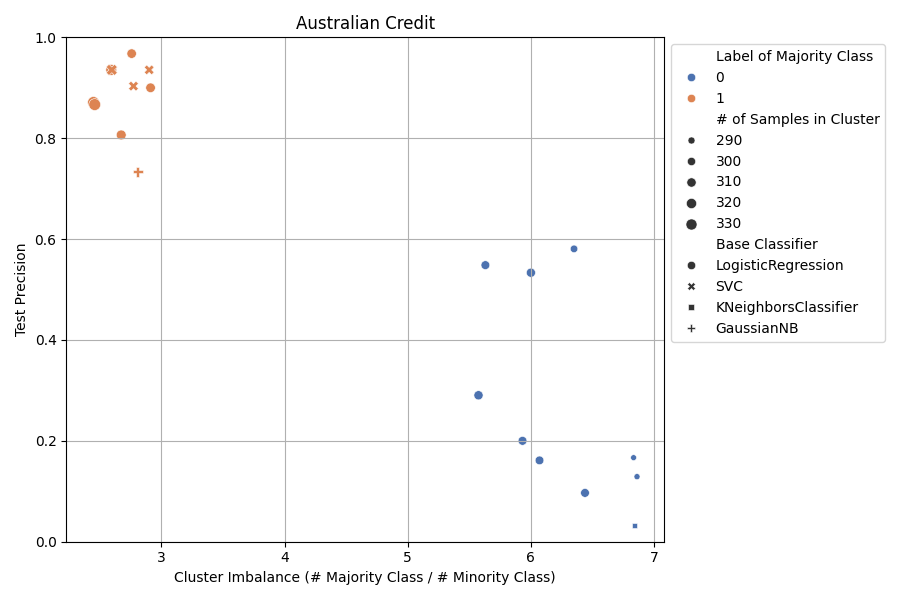 Australian Credit
1.0
0.8
0.6
0.4
0.2
0.0
Test Precision
3
4
5
6
7
Cluster Imbalance (# Majority Class / # Minority Class)
Label of Majority Class
0
1
# of Samples in Cluster
290
300
310
320
330
Base Classifier
LogisticRegression
SVC
KNeighborsClassifier
GaussianNB